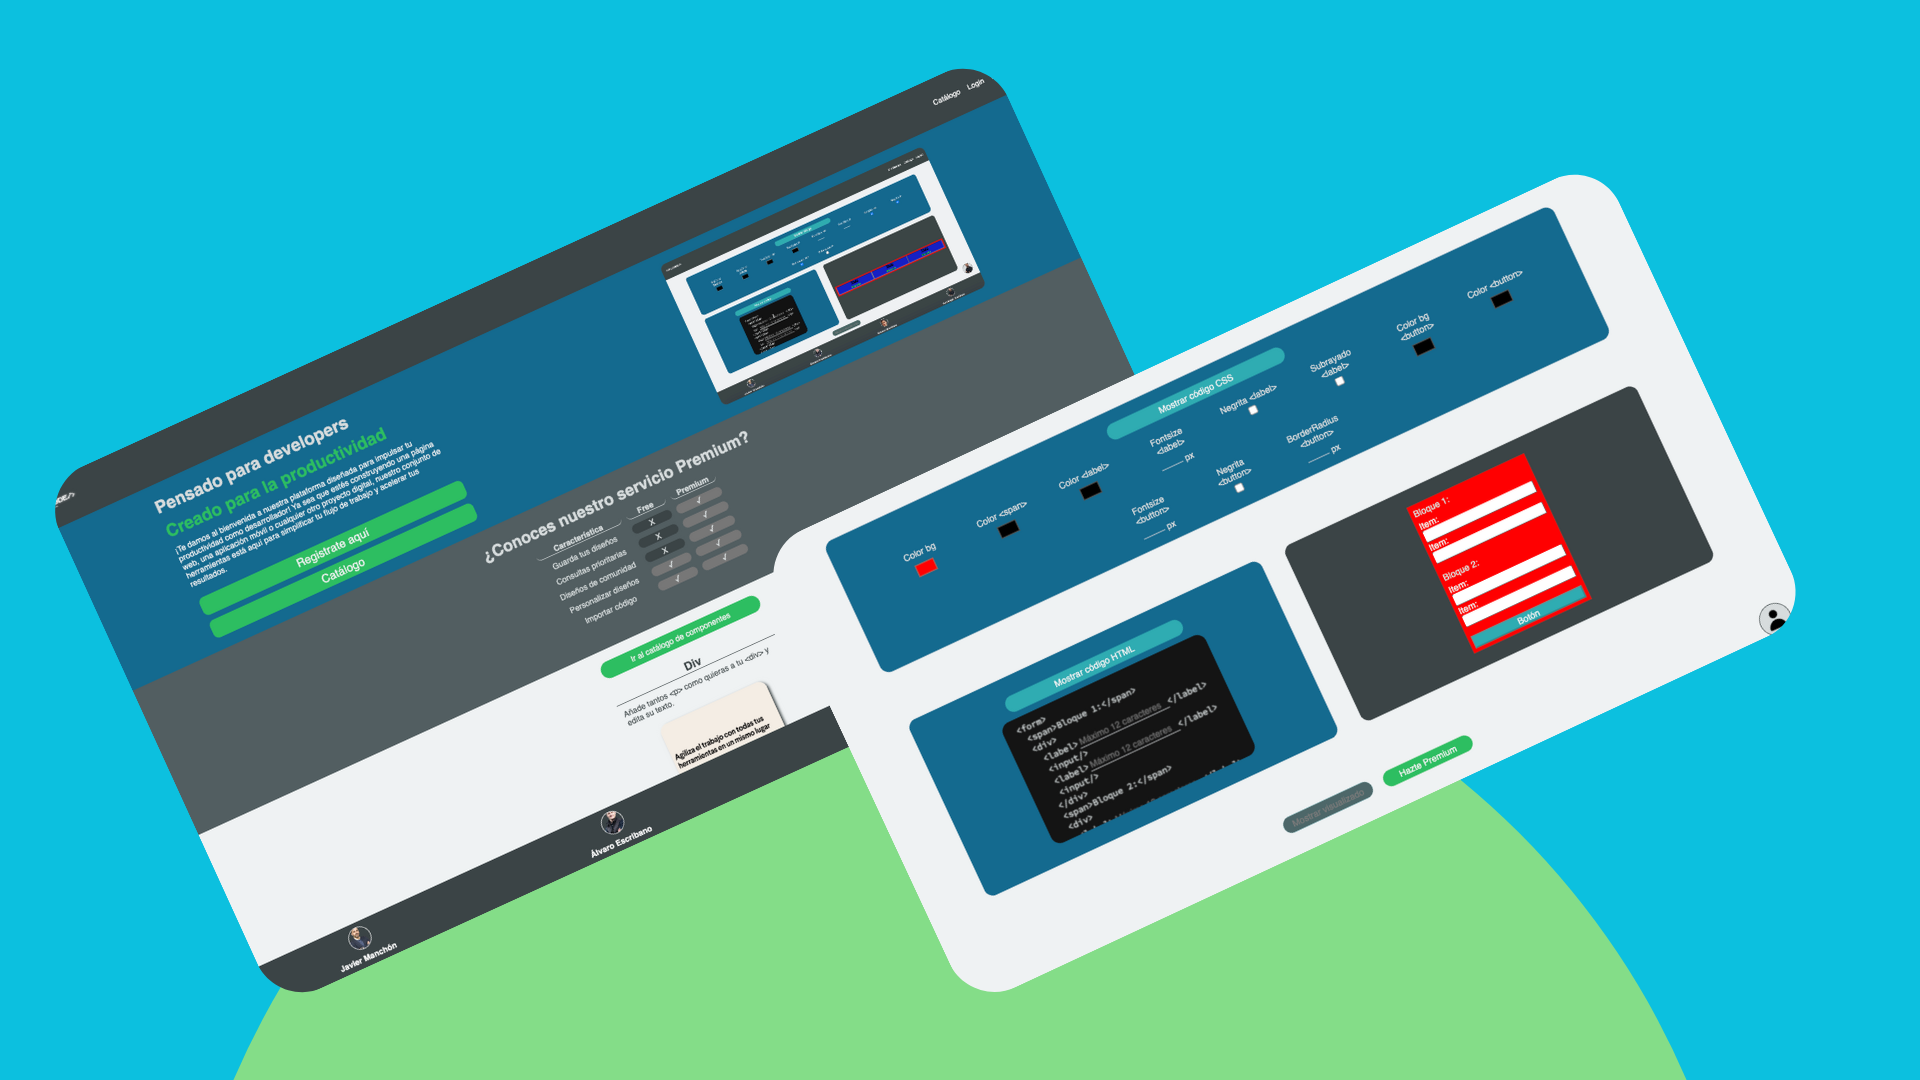 Catálogo Login
Pensado para developers
Creado para la productividad
¡Te damos al bienvenida a nuestra plataforma diseñada para impulsar tu
productividad como desarrollador! Ya sea que estés construyendo una página
web, una aplicación móvil o cualquier otro proyecto digital, nuestro conjunto de
herramientas está aquí para simplificar tu flujo de trabajo y acelerar tus
resultados.
Registrate aquí
Catálogo
¿Conoces nuestro servicio Premium?
Característica Free Premium
Guarda tus diseños X √
Consultas prioritarias X √
Diseños de comunidad X √
Personalizar diseños √ √
Importar código √ √
Ir al catálogo de componentes
Div
Añade tantos <p> como quieras a tu <div> y
edita su texto.
Agiliza el trabajo con todas tus
herramientas en un mismo lugar
Javier Manchón
Álvaro Escribano
Mostrar código CSS
Color bg
Color <span>
Color <label>
Fontsize
<label>
px
Negrita <label>
Subrayado
<label>
Color bg
<button>
Color <button>
Fontsize
<button>
px
Negrita
<button>
BorderRadius
<button>
px
Mostrar código HTML
<form>
<span>Bloque 1:</span>
<div>
<label>Máximo 12 caracteres </label>
<input/>
<label>Máximo 12 caracteres </label>
<input/>
</div>
<span>Bloque 2:</span>
<div>
Bloque 1:
Item:
Item:
Bloque 2:
Item:
Item:
Botón
Mostrar visualizado
Hazte Premium